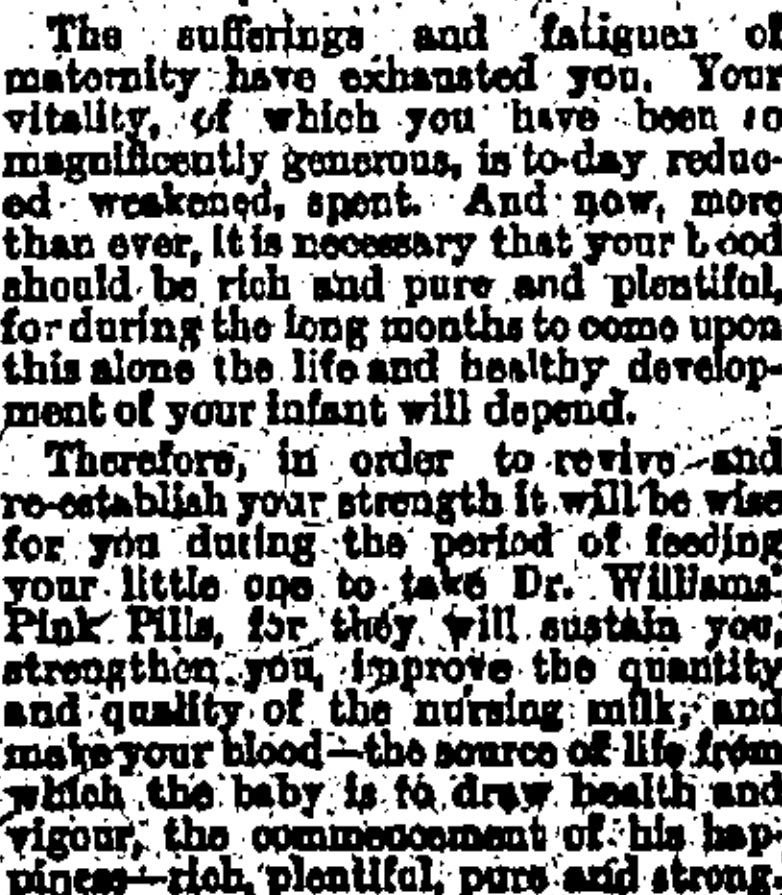 The sufferings and fatigues of
maternity have exhausted you. Your
vitality, of which you have been so
magnificently generous, is to-day reduc-
ed weakened, spent. And now, more
than ever, it is necessary that your blood
should be rich and pure and plentiful
for during the long months to come upon
this alone the life and healthy develop-
ment of your infant will depend.
Therefore, in order to revive and
re-establish your strength it will be wise
for you during the period of feeding
your little one to take Dr. Williams'
Pink Pills, for they will sustain you,
strengthen you, improve the quantity
and quality of the nursing milk, and
make your blood—the source of life from
which the baby is to draw health and
vigour, the commencement of his hap
piness—rich, plentiful, pure and strong.